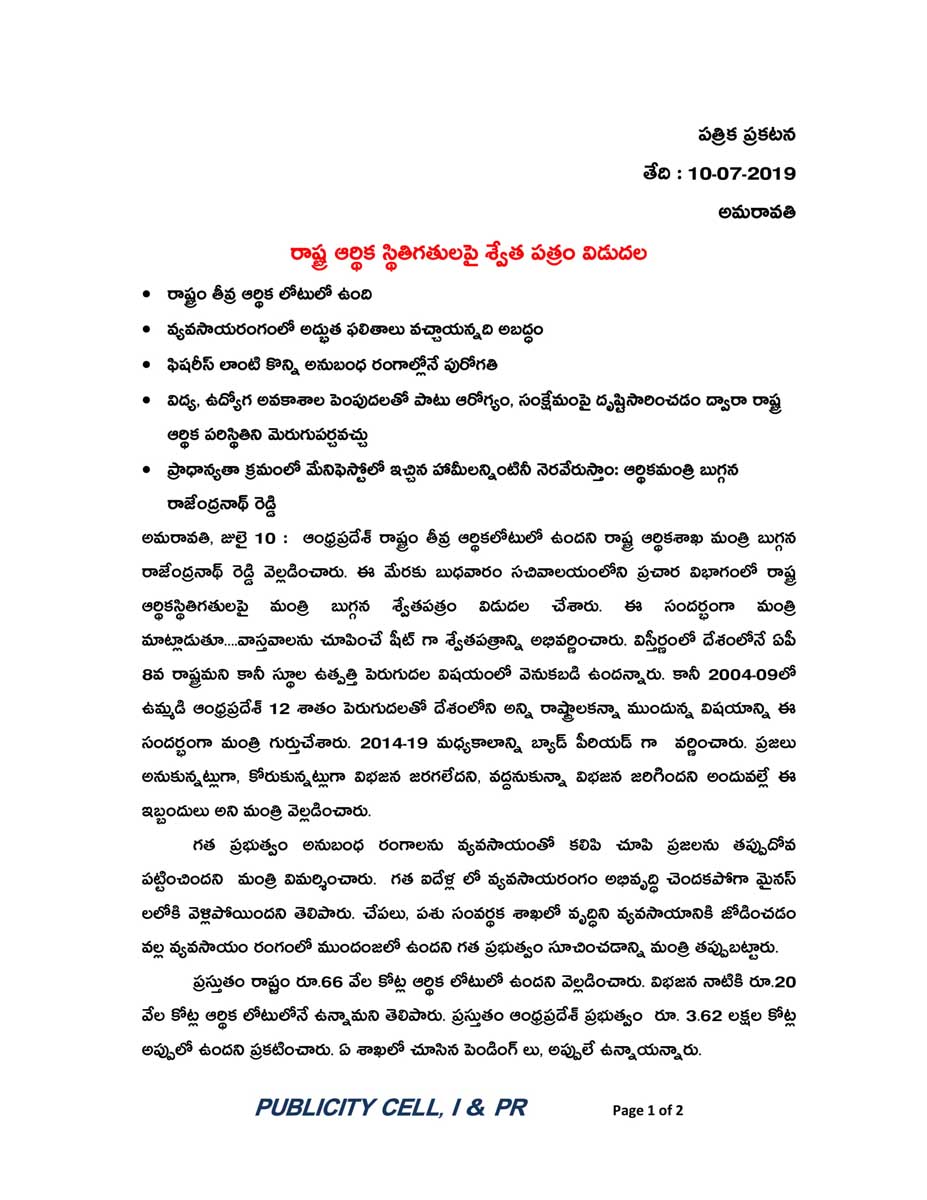 పత్రిక ప్రకటన
తేది : 10-07-2019
అమరావతి
రాష్ట్ర ఆర్థిక స్థితిగతులపై శ్వేత పత్రం విడుదల
• రాష్ట్రం తీవ్ర ఆర్థిక లోటులో ఉంది
• వ్యవసాయరంగంలో అద్భుత ఫలితాలు వచ్చాయన్నది అబద్ధం
• ఫిషరీస్ లాంటి కొన్ని అనుబంధ రంగాల్లోనే పురోగతి
• విద్య, ఉద్యోగ అవకాశాల పెంపుదలతో పాటు ఆరోగ్యం, సంక్షేమంపై దృష్టిసారించడం ద్వారా రాష్ట్ర
ఆర్థిక పరిస్థితిని మెరుగుపర్చవచ్చు
• ప్రాధాన్యతా క్రమంలో మేనిఫెస్టోలో ఇచ్చిన హామీలన్నింటినీ నెరవేరుస్తాం: ఆర్థికమంత్రి బుగ్గన
రాజేంద్రనాథ్ రెడ్డి
అమరావతి, జులై 10 : ఆంధ్రప్రదేశ్ రాష్ట్రం తీవ్ర ఆర్థికలోటులో ఉందని రాష్ట్ర ఆర్థికశాఖ మంత్రి బుగ్గన
రాజేంద్రనాథ్ రెడ్డి వెల్లడించారు. ఈ మేరకు బుధవారం సచివాలయంలోని ప్రచార విభాగంలో రాష్ట్ర
ఆర్థికస్థితిగతులపై మంత్రి బుగ్గన శ్వేతపత్రం విడుదల చేశారు. ఈ సందర్భంగా మంత్రి
మాట్లాడుతూ....వాస్తవాలను చూపించే షీట్ గా శ్వేతపత్రాన్ని అభివర్ణించారు. విస్తీర్ణంలో దేశంలోనే ఏపీ
8వ రాష్ట్రమని కానీ స్థూల ఉత్పత్తి పెరుగుదల విషయంలో వెనుకబడి ఉందన్నారు. కానీ 2004-09లో
ఉమ్మడి ఆంధ్రప్రదేశ్ 12 శాతం పెరుగుదలతో దేశంలోని అన్ని రాష్ట్రాలకన్నా ముందున్న విషయాన్ని ఈ
సందర్భంగా మంత్రి గుర్తుచేశారు. 2014-19 మధ్యకాలాన్ని బ్యాడ్ పీరియడ్ గా వర్ణించారు. ప్రజలు
అనుకున్నట్లుగా, కోరుకున్నట్లుగా విభజన జరగలేదని, వద్దనుకున్నా విభజన జరిగిందని అందువల్లే ఈ
ఇబ్బందులు అని మంత్రి వెల్లడించారు.
గత ప్రభుత్వం అనుబంధ రంగాలను వ్యవసాయంతో కలిపి చూపి ప్రజలను తప్పుదోవ
పట్టించిందని మంత్రి విమర్శించారు. గత ఐదేళ్ల లో వ్యవసాయరంగం అభివృద్ధి చెందకపోగా మైనస్
లలోకి వెళ్లిపోయిందని తెలిపారు. చేపలు, పశు సంవర్థక శాఖలో వృద్ధిని వ్యవసాయానికి జోడించడం
వల్ల వ్యవసాయం రంగంలో ముందంజలో ఉందని గత ప్రభుత్వం సూచించడాన్ని మంత్రి తప్పుబట్టారు.
ప్రస్తుతం రాష్ట్రం రూ.66 వేల కోట్ల ఆర్థిక లోటులో ఉందని వెల్లడించారు. విభజన నాటికి రూ.20
వేల కోట్ల ఆర్థిక లోటులోనే ఉన్నామని తెలిపారు. ప్రస్తుతం ఆంధ్రప్రదేశ్ ప్రభుత్వం రూ. 3.62 లక్షల కోట్ల
అప్పులో ఉందని ప్రకటించారు. ఏ శాఖలో చూసిన పెండింగ్ లు, అప్పులే ఉన్నాయన్నారు.
PUBLICITY CELL, I & PR Page 1 of 2